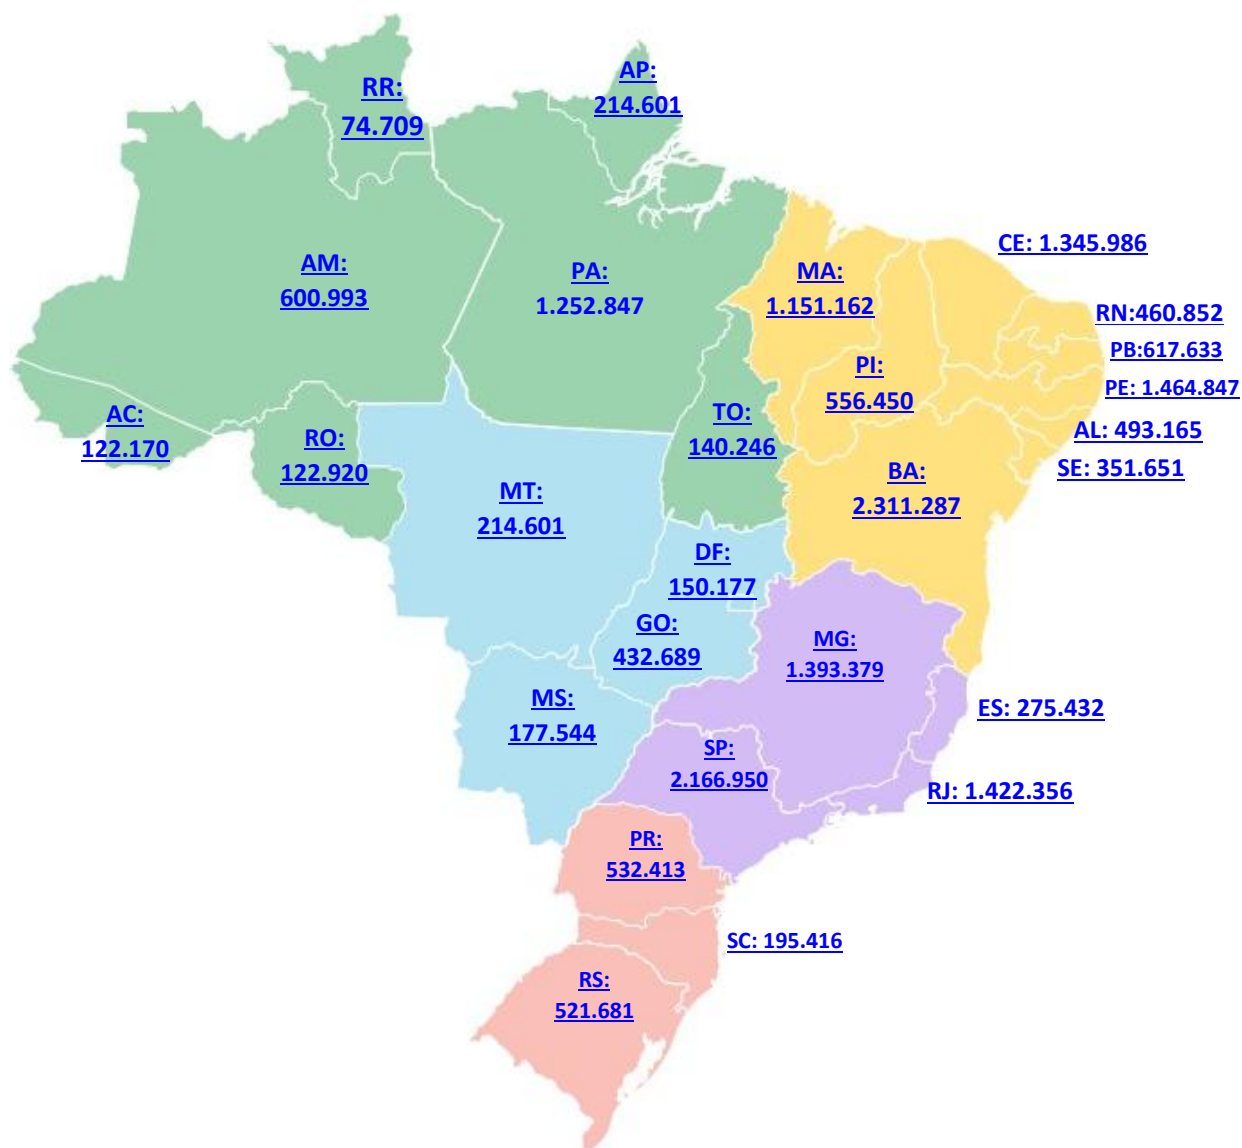 RR:
74.709
AP:
214.601
AM:
600.993
PA:
1.252.847
MA:
1.151.162
CE: 1.345.986
RN:460.852
PB:617.633
PE: 1.464.847
PI:
556.450
AC:
122.170
RO:
122.920
TO:
140.246
AL: 493.165
SE: 351.651
BA:
2.311.287
MT:
214.601
DF:
150.177
GO:
432.689
MG:
1.393.379
MS:
177.544
ES: 275.432
SP:
2.166.950
RJ: 1.422.356
PR:
532.413
SC: 195.416
RS:
521.681